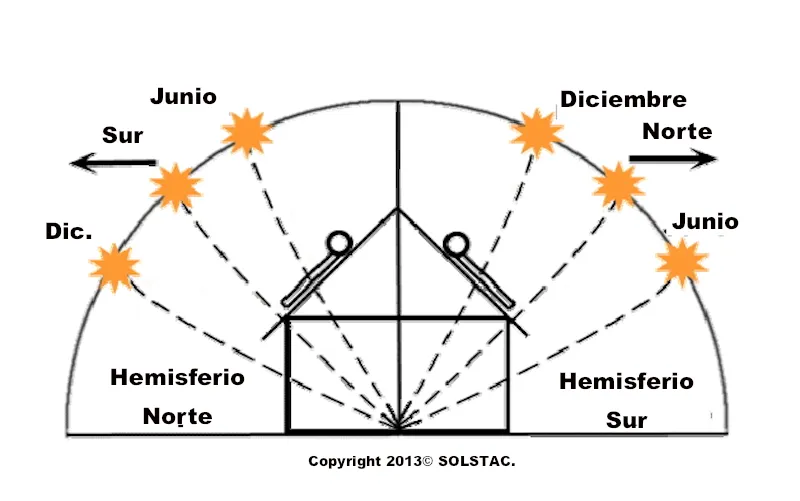 Junio
Diciembre
Sur
Norte
Dic.
Junio
Hemisferio
Norte
Hemisferio
Sur
Copyright 2013© SOLSTAC.